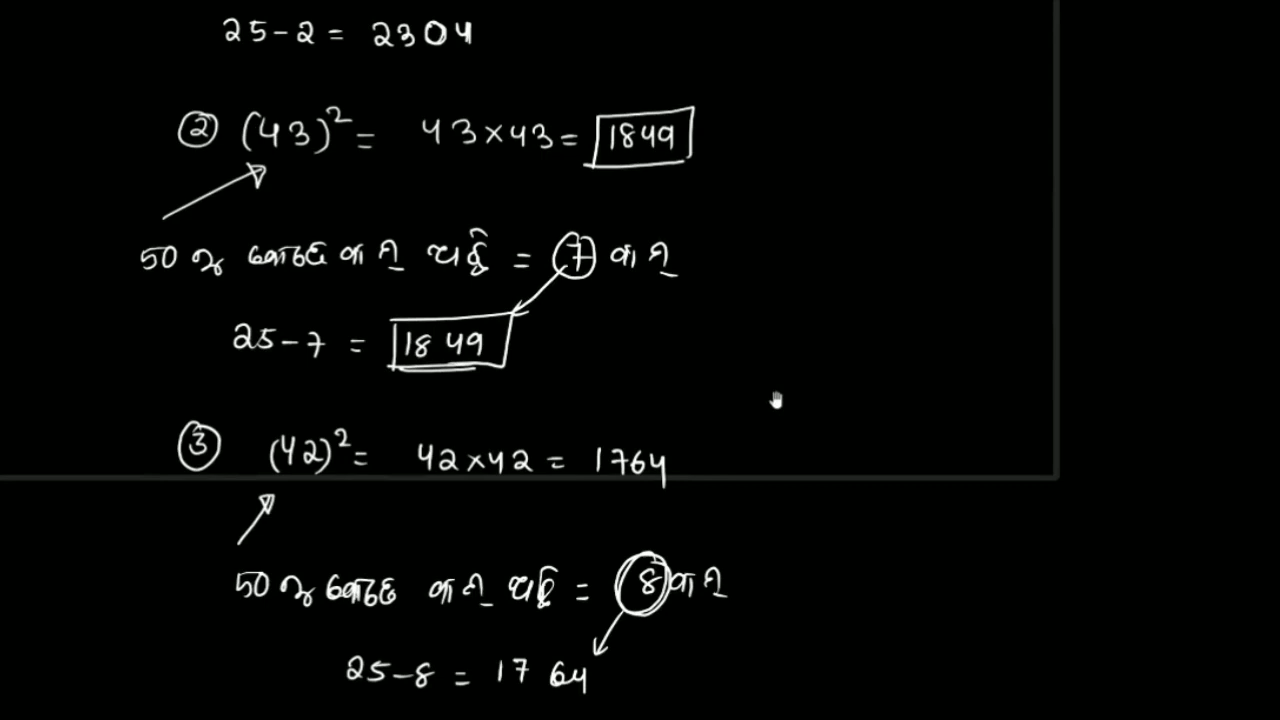 25-2 = 2304
② (43)² = 43×43 = 1849
50 ରୁ କେତେ କମ୍ ଅଛି = 7 କମ୍
25-7 = 1849
③ (42)² = 42×42 = 1764
50 ରୁ କେତେ କମ୍ ଅଛି = 8 କମ୍
25-8 = 1764